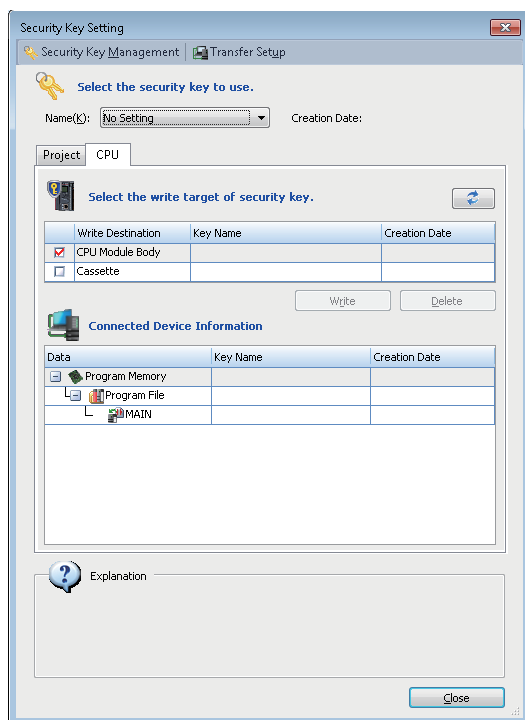 Security Key Setting
Security Key Management Transfer Setup
Select the security key to use.
Name(K): No Setting Creation Date:
Project CPU
Select the write target of security key.
Write Destination Key Name Creation Date
CPU Module Body
Cassette
Write Delete
Connected Device Information
Data Key Name Creation Date
Program Memory
Program File
MAIN
Explanation
Close